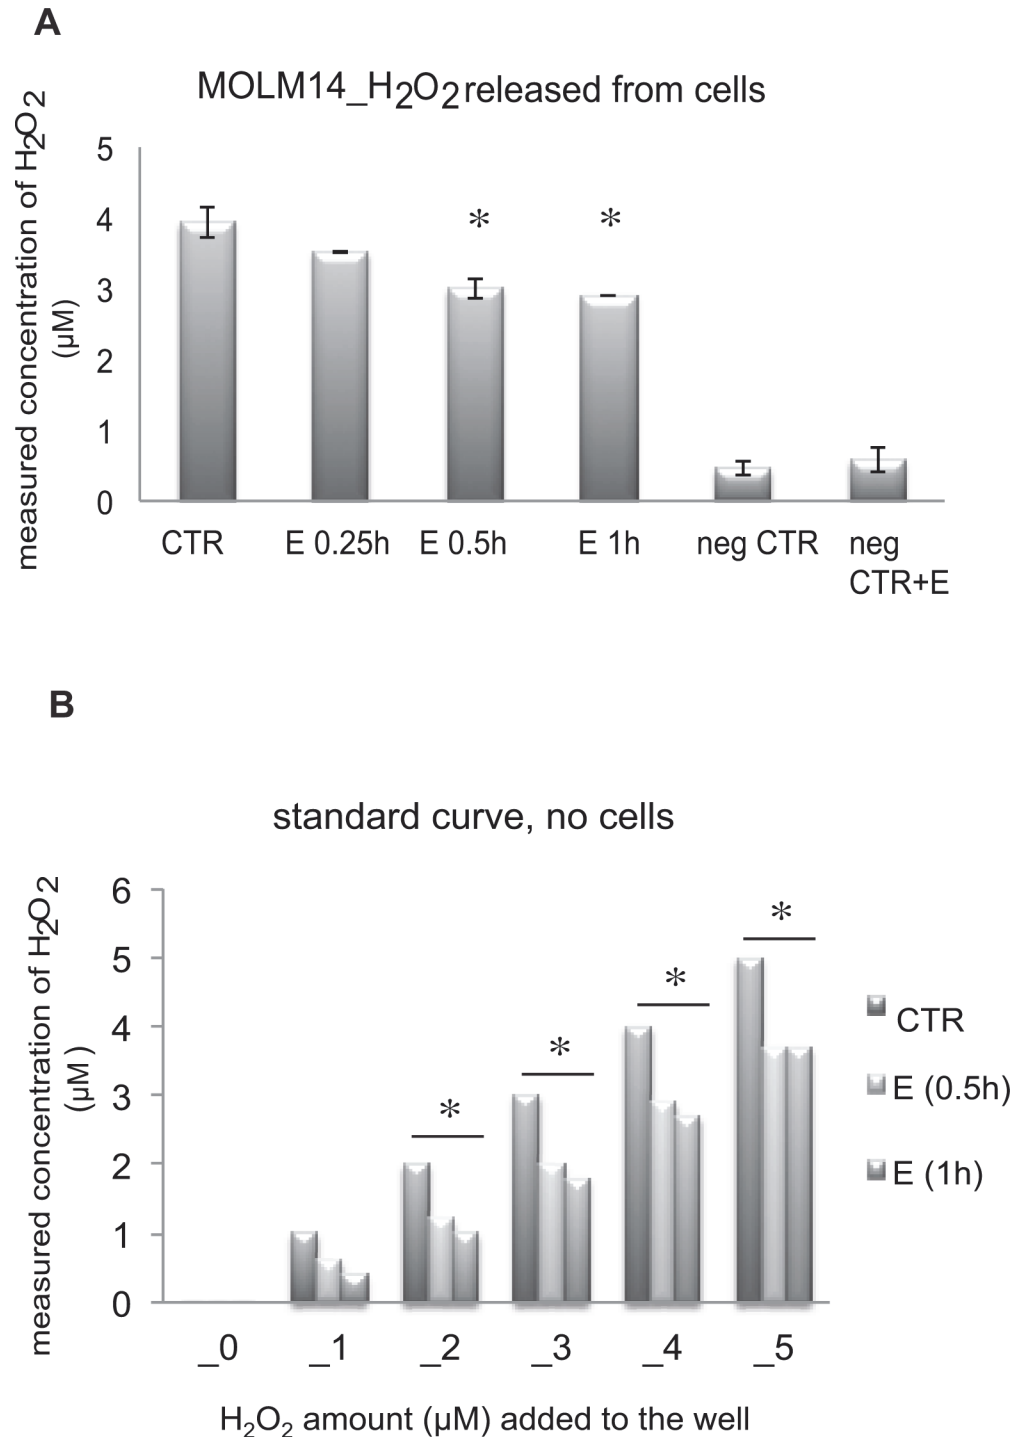 A
MOLM14_H₂O₂ released from cells
measured concentration of H₂O₂
(µM)
5
4
3
2
1
0
*
*
CTR
E 0.25h
E 0.5h
E 1h
neg CTR
neg
CTR+E
B
standard curve, no cells
measured concentration of H₂O₂
(µM )
6
5
4
3
2
1
0
*
*
*
*
CTR
E (0.5h)
E (1h)
_0
_1
_2
_3
_4
_5
H₂O₂ amount (µM) added to the well